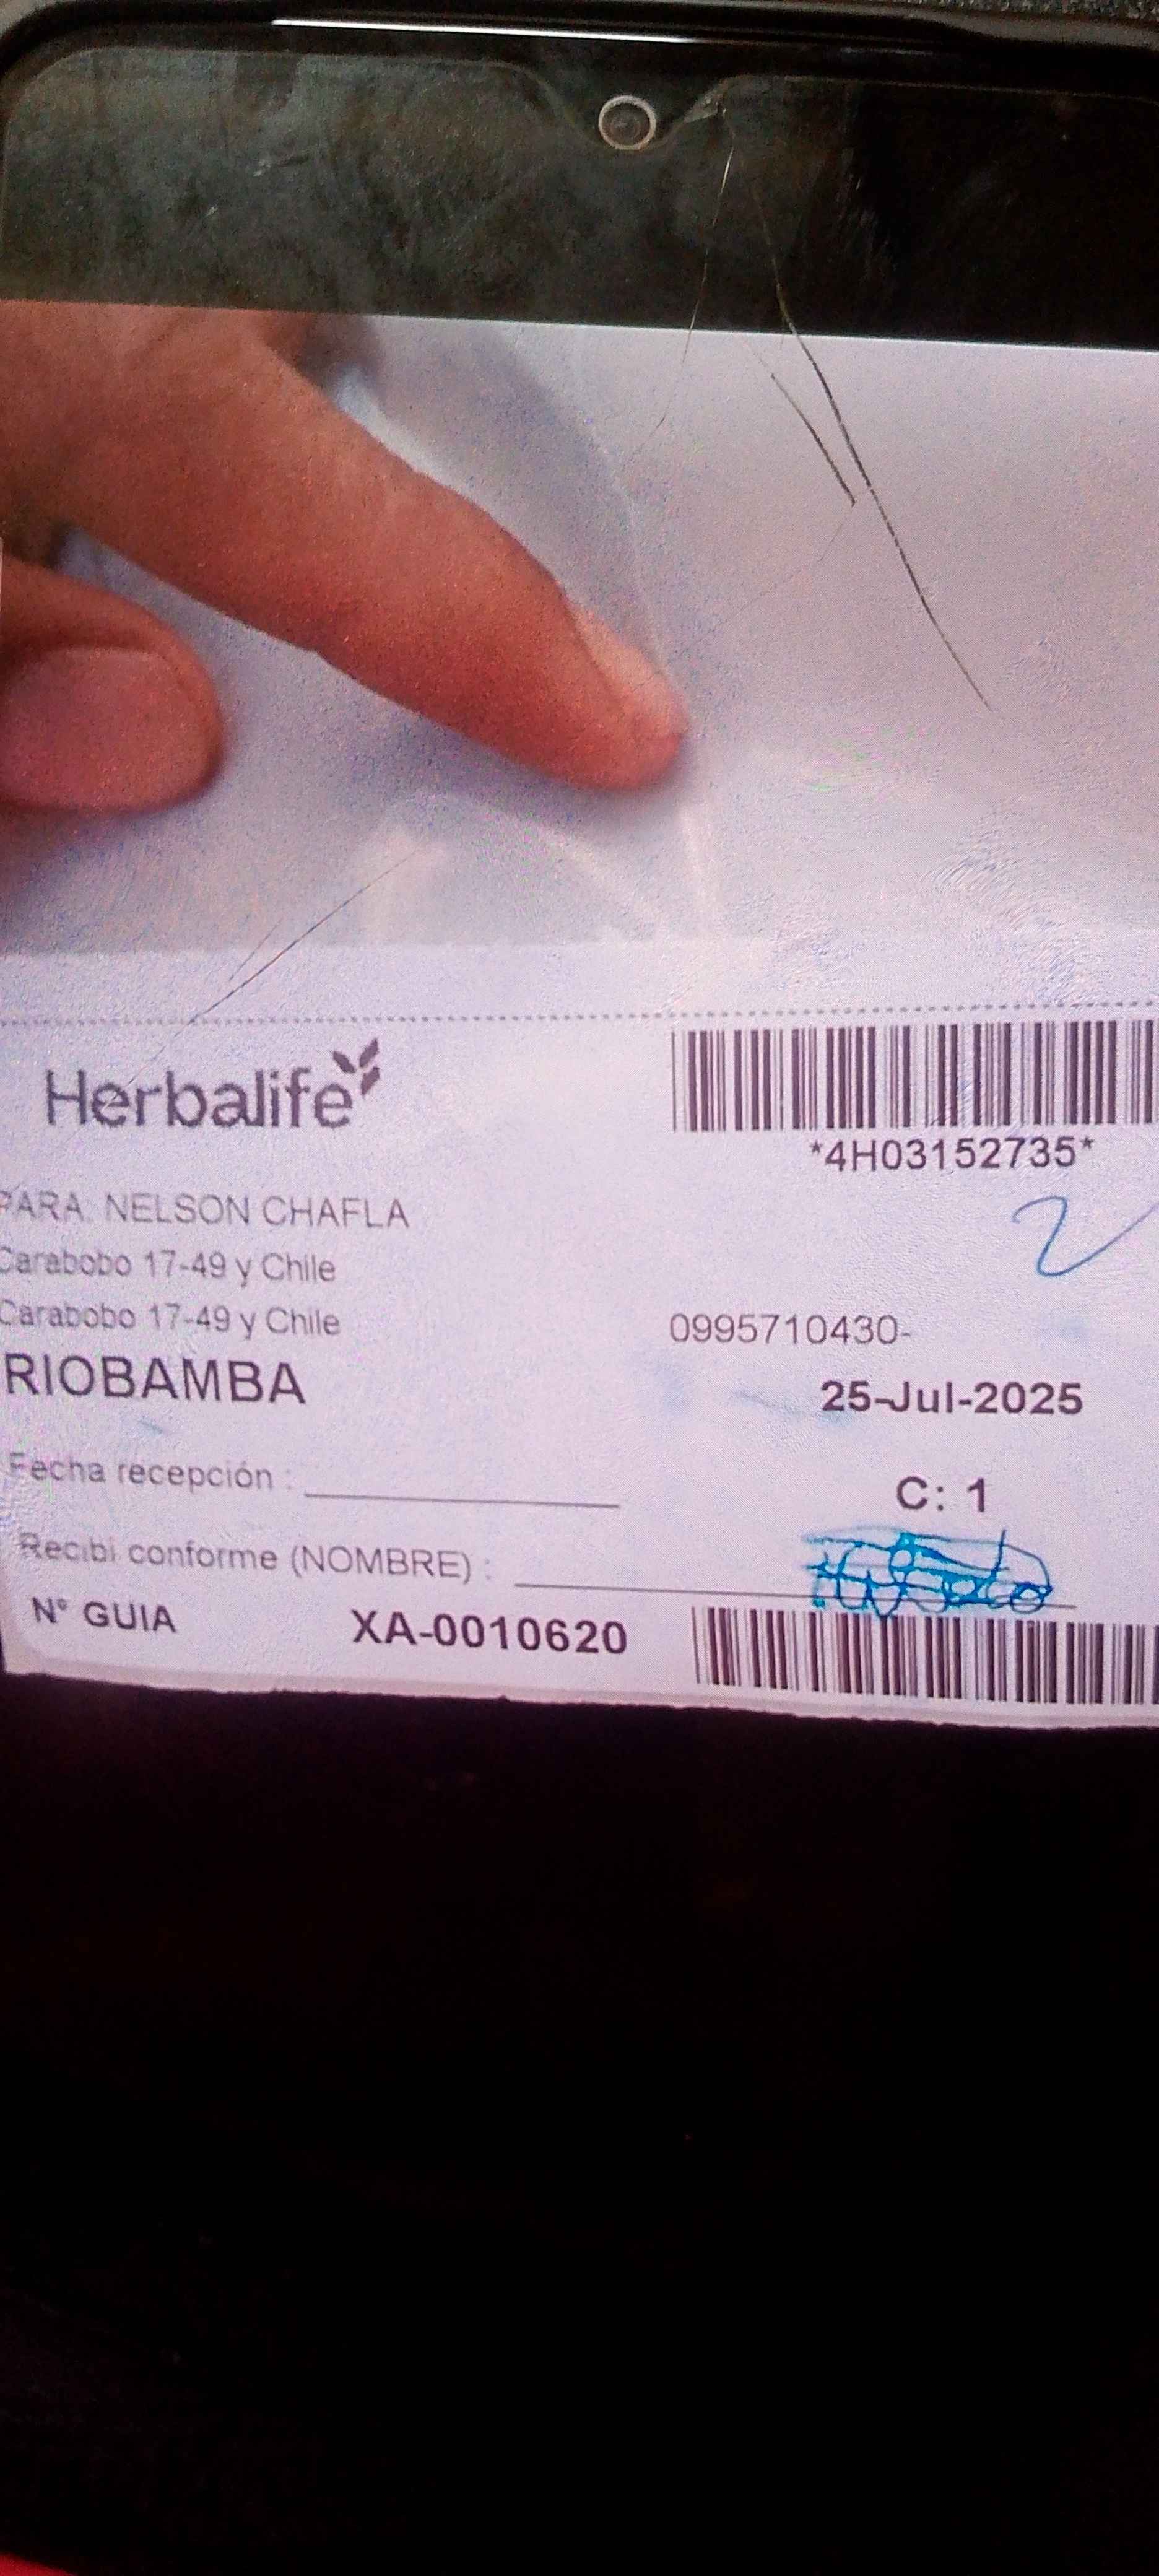 Herbalife
*4H03152735*
PARA: NELSON CHAFLA
2
Carabobo 17-49 y Chile
Carabobo 17-49 y Chile
0995710430-
RIOBAMBA
25-Jul-2025
Fecha recepción :
C: 1
Recibi conforme (NOMBRE) :
N° GUIA
XA-0010620